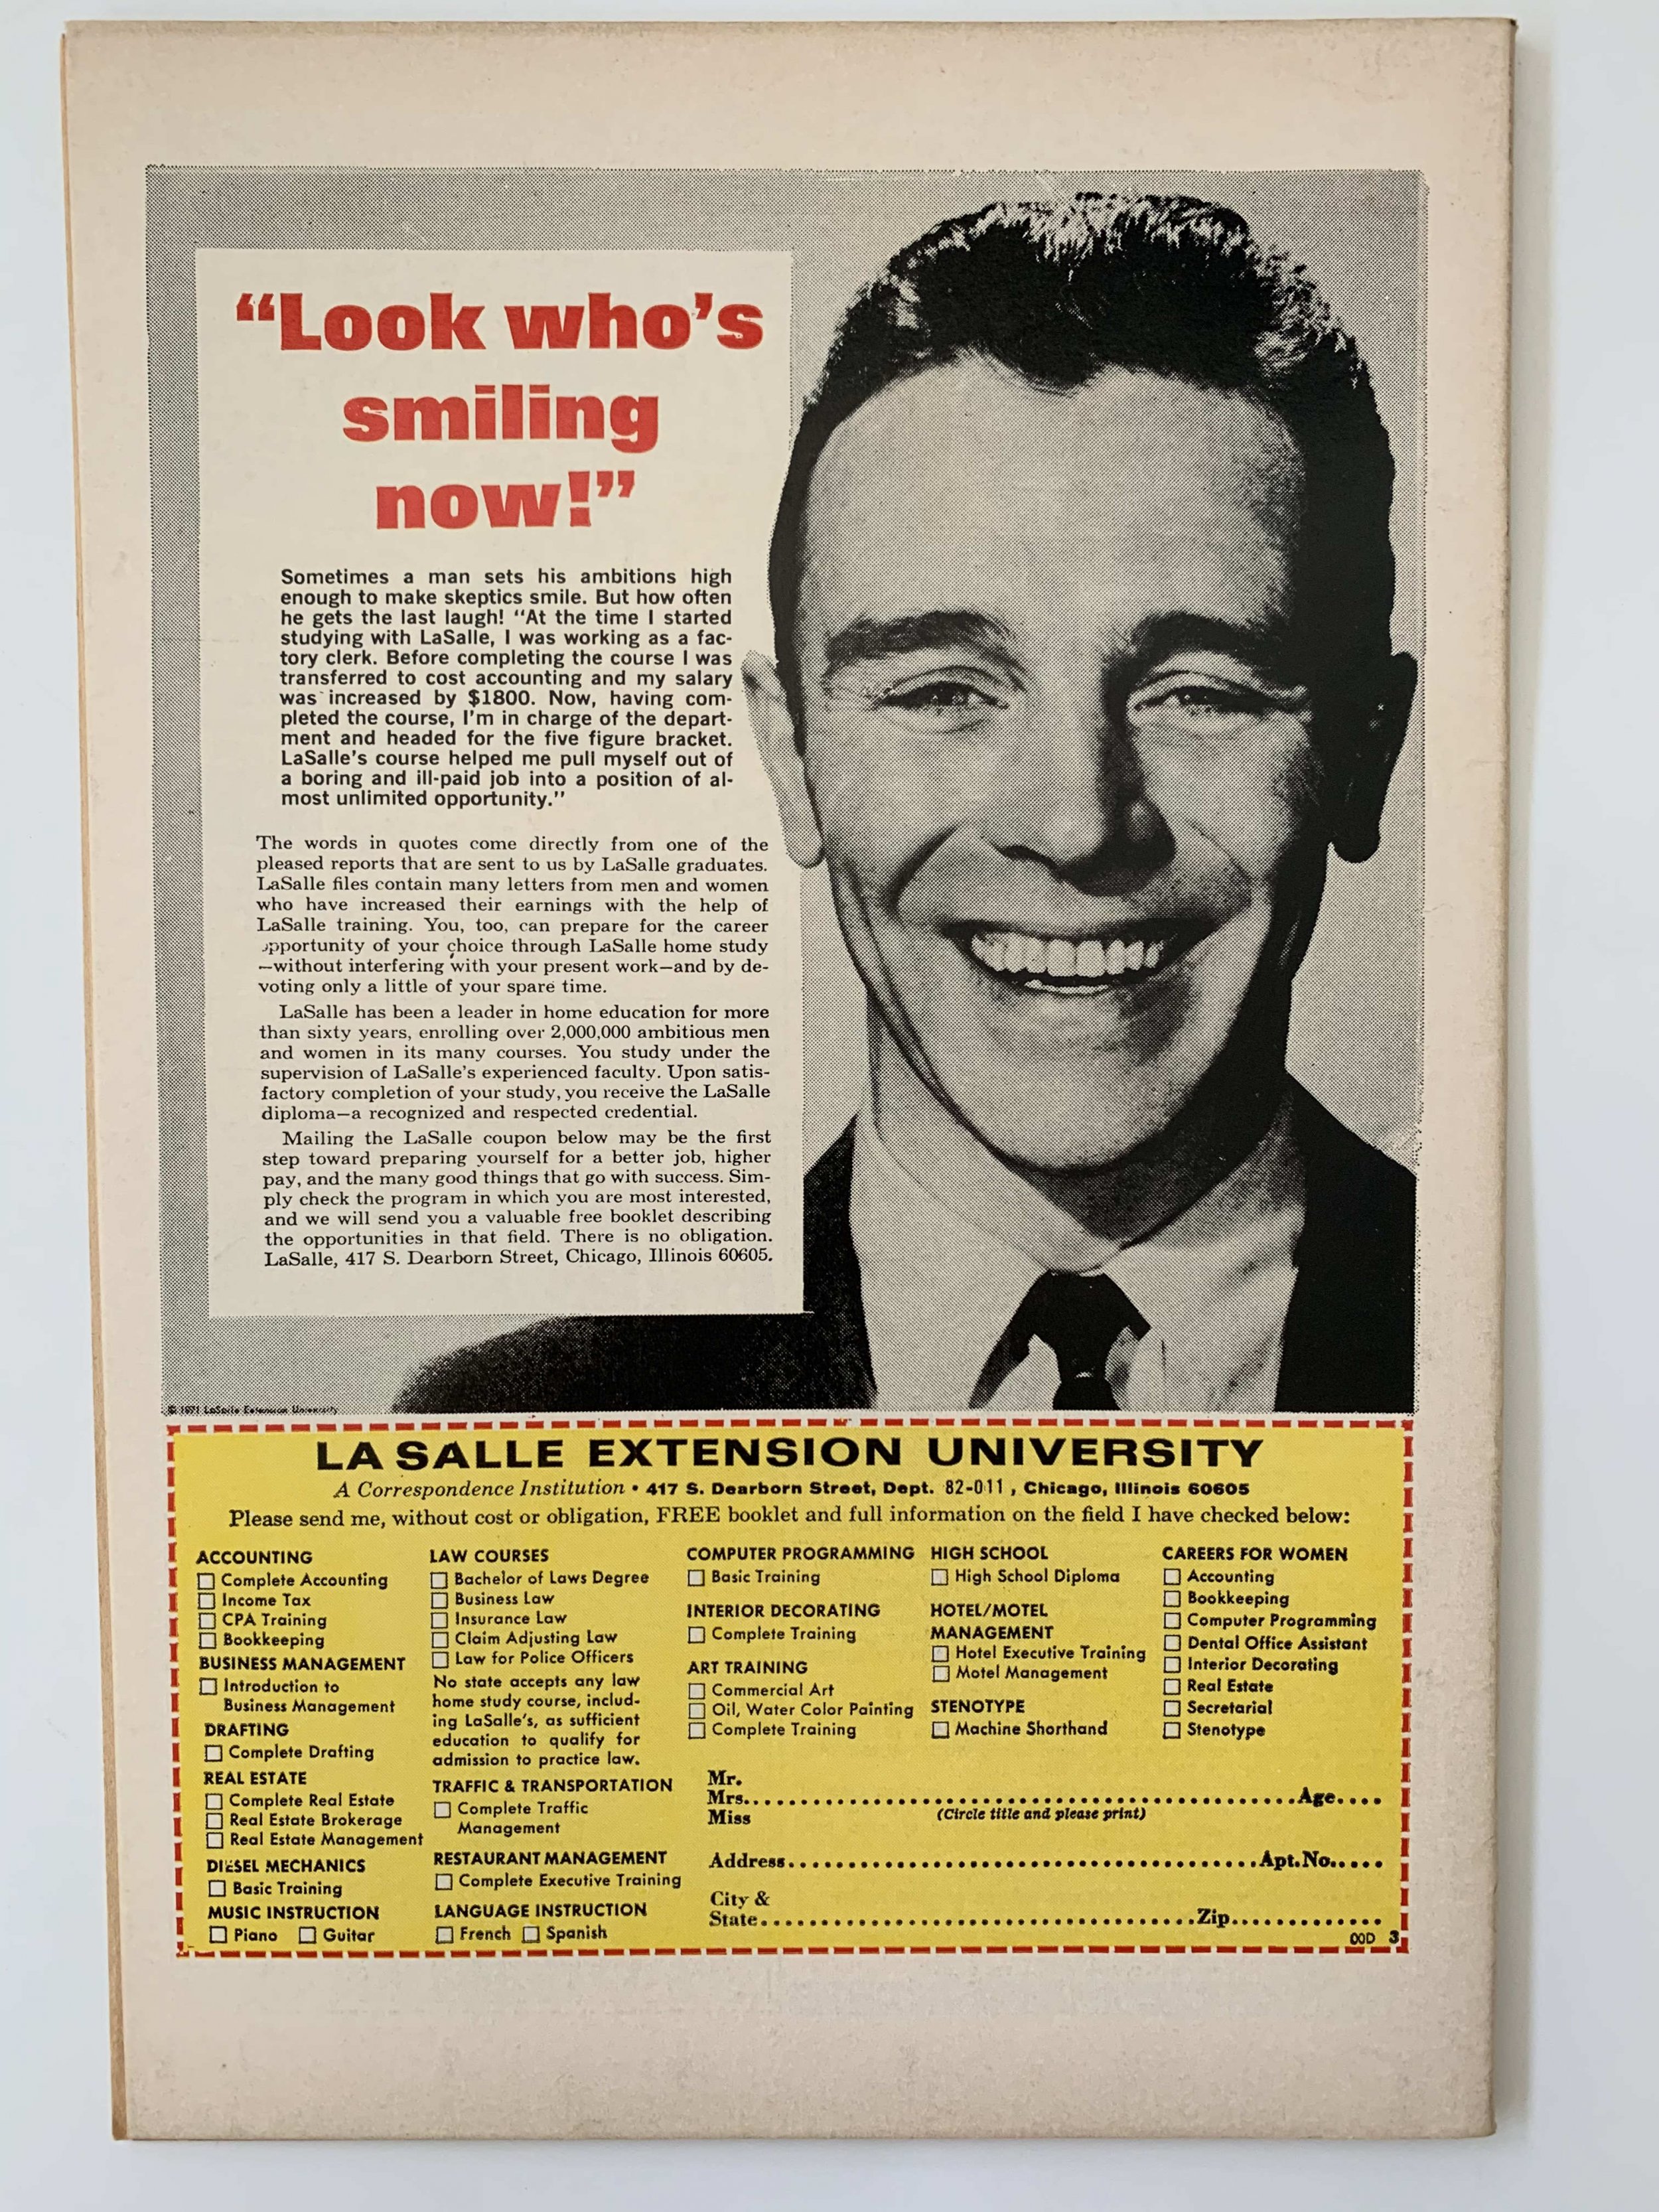 “Look who's
smiling
now!”
Sometimes a man sets his ambitions high
enough to make skeptics smile. But how often
he gets the last laugh! “At the time I started
studying with LaSalle, I was working as a fac-
tory clerk. Before completing the course I was
transferred to cost accounting and my salary
was increased by $1800. Now, having com-
pleted the course, I'm in charge of the depart-
ment and headed for the five figure bracket.
LaSalle's course helped me pull myself out of
a boring and ill-paid job into a position of al-
most unlimited opportunity.”
The words in quotes come directly from one of the
pleased reports that are sent to us by LaSalle graduates.
LaSalle files contain many letters from men and women
who have increased their earnings with the help of
LaSalle training. You, too, can prepare for the career
opportunity of your choice through LaSalle home study
—without interfering with your present work—and by de-
voting only a little of your spare time.
LaSalle has been a leader in home education for more
than sixty years, enrolling over 2,000,000 ambitious men
and women in its many courses. You study under the
supervision of LaSalle's experienced faculty. Upon satis-
factory completion of your study, you receive the LaSalle
diploma—a recognized and respected credential.
Mailing the LaSalle coupon below may be the first
step toward preparing yourself for a better job, higher
pay, and the many good things that go with success. Sim-
ply check the program in which you are most interested,
and we will send you a valuable free booklet describing
the opportunities in that field. There is no obligation.
LaSalle, 417 S. Dearborn Street, Chicago, Illinois 60605.
© 1971 LaSalle Extension University
LA SALLE EXTENSION UNIVERSITY
A Correspondence Institution • 417 S. Dearborn Street, Dept. 82-011, Chicago, Illinois 60605
Please send me, without cost or obligation, FREE booklet and full information on the field I have checked below:
ACCOUNTING
Complete Accounting
Income Tax
CPA Training
Bookkeeping
BUSINESS MANAGEMENT
Introduction to
Business Management
DRAFTING
Complete Drafting
REAL ESTATE
Complete Real Estate
Real Estate Brokerage
Real Estate Management
DIESEL MECHANICS
Basic Training
MUSIC INSTRUCTION
Piano Guitar
LAW COURSES
Bachelor of Laws Degree
Business Law
Insurance Law
Claim Adjusting Law
Law for Police Officers
No state accepts any law
home study course, includ-
ing LaSalle's, as sufficient
education to qualify for
admission to practice law.
TRAFFIC & TRANSPORTATION
Complete Traffic
Management
RESTAURANT MANAGEMENT
Complete Executive Training
LANGUAGE INSTRUCTION
French Spanish
COMPUTER PROGRAMMING
Basic Training
INTERIOR DECORATING
Complete Training
ART TRAINING
Commercial Art
Oil, Water Color Painting
Complete Training
HIGH SCHOOL
High School Diploma
HOTEL/MOTEL
MANAGEMENT
Hotel Executive Training
Motel Management
STENOTYPE
Machine Shorthand
CAREERS FOR WOMEN
Accounting
Bookkeeping
Computer Programming
Dental Office Assistant
Interior Decorating
Real Estate
Secretarial
Stenotype
Mr.
Mrs. Age
Miss (Circle title and please print)
Address Apt.No.
City &
State Zip
OOD 3